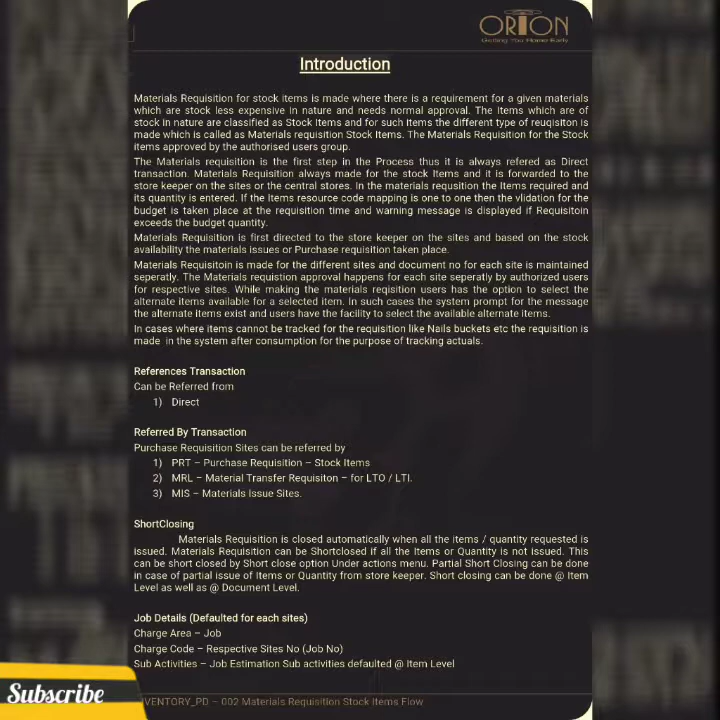 ORION
Getting You Home Early
Introduction
Materials Requisition for stock items is made where there is a requirement for a given materials
which are stock less expensive in nature and needs normal approval. The Items which are of
stock in nature are classified as Stock Items and for such Items the different type of reuqisiton is
made which is called as Materials requisition Stock Items. The Materials Requisition for the Stock
items approved by the authorised users group.
The Materials requisition is the first step in the Process thus it is always refered as Direct
transaction. Materials Requisition always made for the stock Items and it is forwarded to the
store keeper on the sites or the central stores. In the materials requsition the Items required and
its quantity is entered. If the Items resource code mapping is one to one then the vlidation for the
budget is taken place at the requisition time and warning message is displayed if Requisitoin
exceeds the budget quantity.
Materials Requisition is first directed to the store keeper on the sites and based on the stock
availability the materials issues or Purchase requisition taken place.
Materials Requisitoin is made for the different sites and document no for each site is maintained
seperatly. The Materials requistion approval happens for each site seperatly by authorized users
for respective sites. While making the materials reqisition users has the option to select the
alternate items available for a selected item. In such cases the system prompt for the message
the alternate items exist and users have the facility to select the available alternate items.
In cases where items cannot be tracked for the requisition like Nails buckets etc the requisition is
made in the system after consumption for the purpose of tracking actuals.
References Transaction
Can be Referred from
1) Direct
Referred By Transaction
Purchase Requisition Sites can be referred by
1) PRT – Purchase Requisition – Stock Items
2) MRL – Material Transfer Requisiton – for LTO / LTI.
3) MIS – Materials Issue Sites.
ShortClosing
Materials Requisition is closed automatically when all the items / quantity requested is
issued. Materials Requisition can be Shortclosed if all the Items or Quantity is not issued. This
can be short closed by Short close option Under actions menu. Partial Short Closing can be done
in case of partial issue of Items or Quantity from store keeper. Short closing can be done @ Item
Level as well as @ Document Level.
Job Details (Defaulted for each sites)
Charge Area – Job
Charge Code – Respective Sites No (Job No)
Sub Activities – Job Estimation Sub activities defaulted @ Item Level
Subscribe
VENTORY_PD – 002 Materials Requisition Stock Items Flow